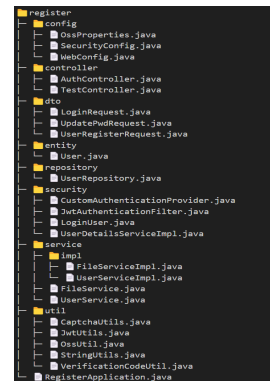 register
config
OssProperties.java
SecurityConfig.java
WebConfig.java
controller
AuthController.java
TestController.java
dto
LoginRequest.java
UpdatePwdRequest.java
UserRegisterRequest.java
entity
User.java
repository
UserRepository.java
security
CustomAuthenticationProvider.java
JwtAuthenticationFilter.java
LoginUser.java
UserDetailsServiceImpl.java
service
impl
FileServiceImpl.java
UserServiceImpl.java
FileService.java
UserService.java
util
CaptchaUtils.java
JwtUtils.java
OssUtil.java
StringUtils.java
VerificationCodeUtil.java
RegisterApplication.java